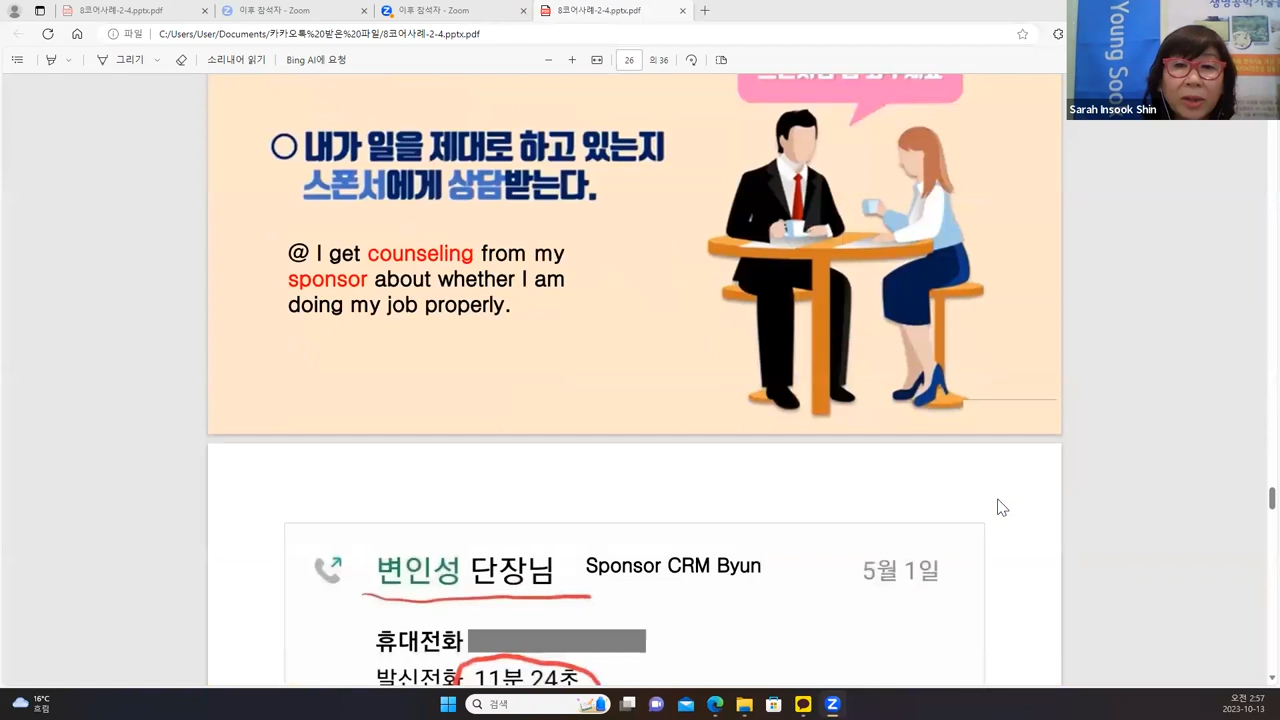 8코어사례-2-4.pptx.pdf
이후 참석자 - Zoom
이후 참석자 - Zoom
8코어사례-2-4.pptx.pdf
파일
C:/Users/User/Documents/카카오톡%20받은%20파일/8코어사례-2-4.pptx.pdf
그리기
소리내어 읽기
Bing AI에 요청
26
의 36
Young Sook
Sarah Insook Shin
내가 일을 제대로 하고 있는지
스폰서에게 상담받는다.
@ I get counseling from my
sponsor about whether I am
doing my job properly.
변인성 단장님
Sponsor CRM Byun
5월 1일
휴대전화
발신전화 11분 24초
16°C
흐림
검색
오전 2:57
2023-10-13